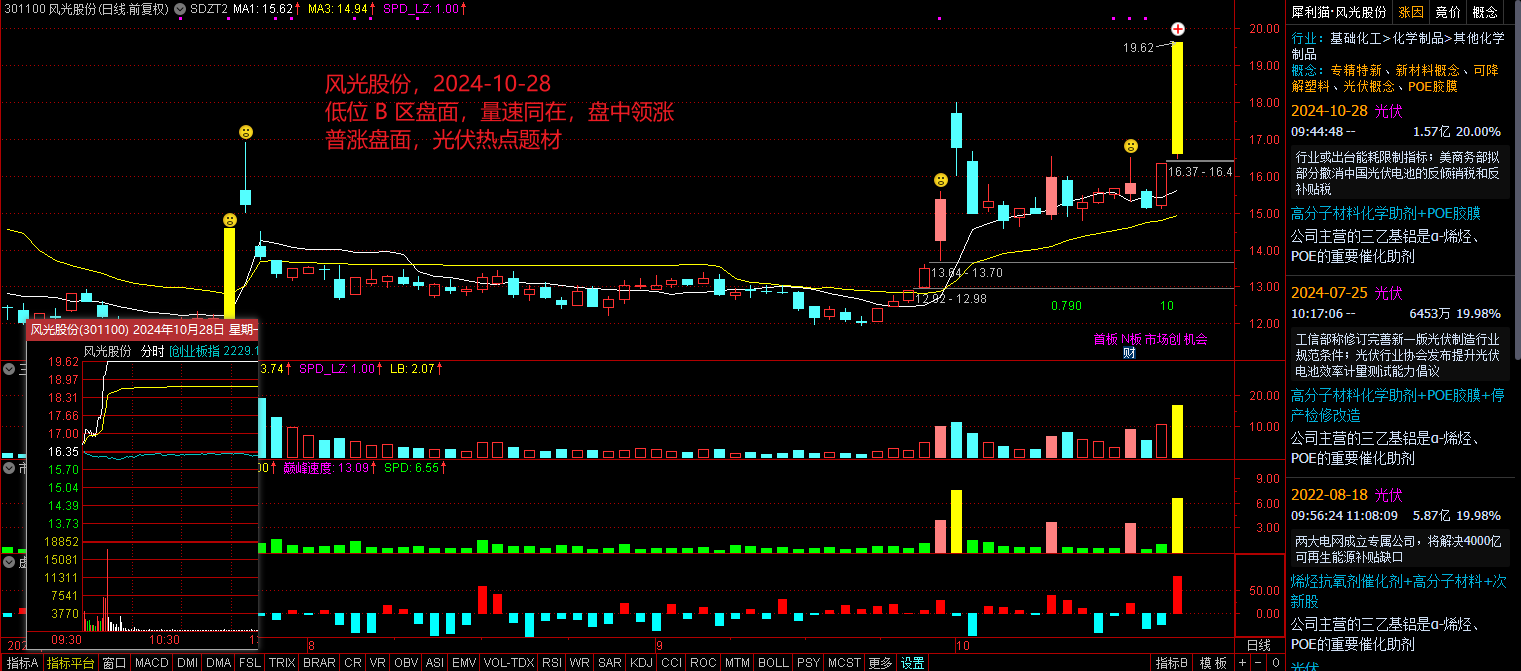 301100 风光股份(日线.前复权) SDZT2 MA1: 15.62↑ MA3: 14.94↑ SPD_LZ: 1.00↑
风光股份，2024-10-28
低位 B 区盘面，量速同在，盘中领涨
普涨盘面，光伏热点题材
19.62
16.37 - 16.4
13.64 - 13.70
12.92 - 12.98
0.790
10
首板 N板 市场创 机会
财
20.00
19.00
18.00
17.00
16.00
15.00
14.00
13.00
12.00
3.74↑ SPD_LZ: 1.00↑ LB: 2.07↑
20.00
10.00
00↑ 巅峰速度: 13.09↑ SPD: 6.55↑
9.00
6.00
3.00
50.00
0.00
风光股份(301100) 2024年10月28日 星期一
风光股份 分时 创业板指 2229.1
19.62
18.97
18.31
17.66
17.00
16.35
15.70
15.04
14.39
13.73
18852
15081
11311
7541
3770
09:30 10:30
8 9 10 日线
指标A 指标平台 窗口 MACD DMI DMA FSL TRIX BRAR CR VR OBV ASI EMV VOL-TDX RSI WR SAR KDJ CCI ROC MTM BOLL PSY MCST 更多 设置 指标B 模板 + − 0
犀利猫·风光股份 涨因 竞价 概念
行业：基础化工>化学制品>其他化学
制品
概念：专精特新、新材料概念、可降
解塑料、光伏概念、POE胶膜
2024-10-28 光伏
09:44:48 -- 1.57亿 20.00%
行业或出台能耗限制指标；美商务部拟
部分撤消中国光伏电池的反倾销税和反
补贴税
高分子材料化学助剂+POE胶膜
公司主营的三乙基铝是α-烯烃、
POE的重要催化助剂
2024-07-25 光伏
10:17:06 -- 6453万 19.98%
工信部称修订完善新一版光伏制造行业
规范条件；光伏行业协会发布提升光伏
电池效率计量测试能力倡议
高分子材料化学助剂+POE胶膜+停
产检修改造
公司主营的三乙基铝是α-烯烃、
POE的重要催化助剂
2022-08-18 光伏
09:56:24 11:08:09 5.87亿 19.98%
两大电网成立专属公司，将解决4000亿
可再生能源补贴缺口
烯烃抗氧剂催化剂+高分子材料+次
新股
公司主营的三乙基铝是α-烯烃、
POE的重要催化助剂
光伏